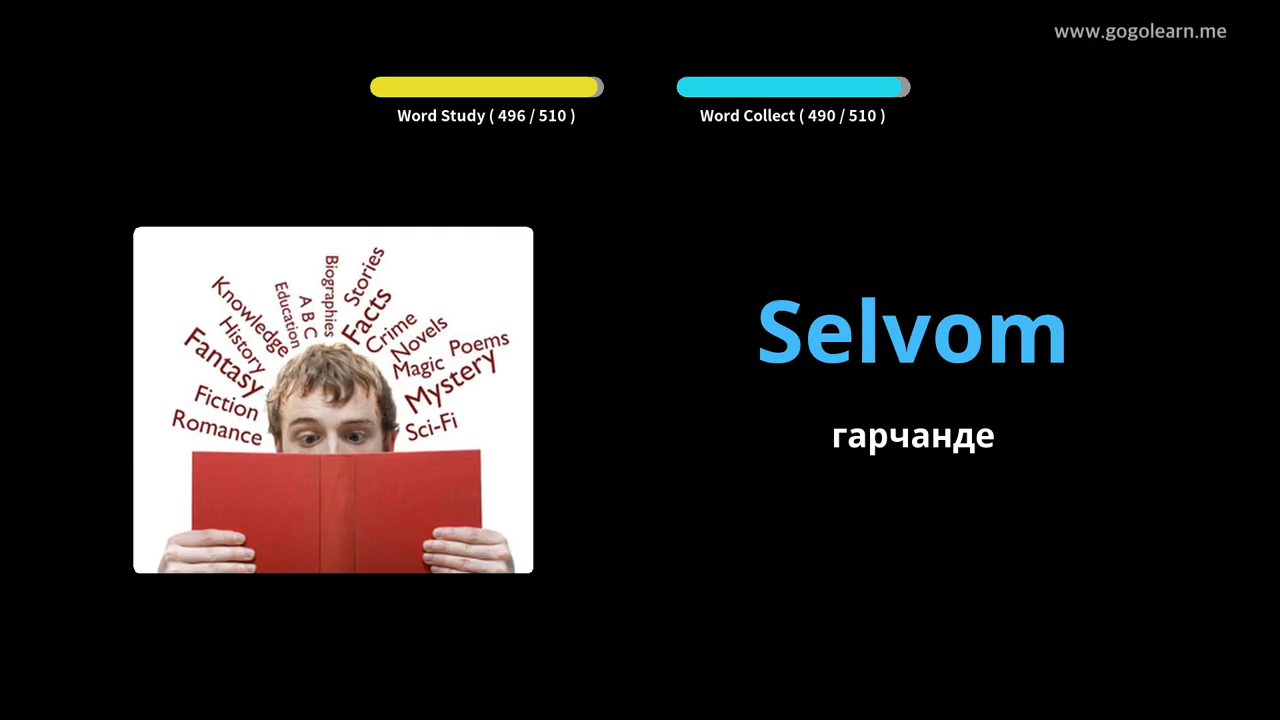 www.gogolearn.me
Word Study ( 496 / 510 )
Word Collect ( 490 / 510 )
Stories
Biographies
Facts
Education
A B C
Knowledge
Crime
Novels
History
Poems
Fantasy
Magic
Mystery
Fiction
Romance
Sci-Fi
Selvom
гарчанде